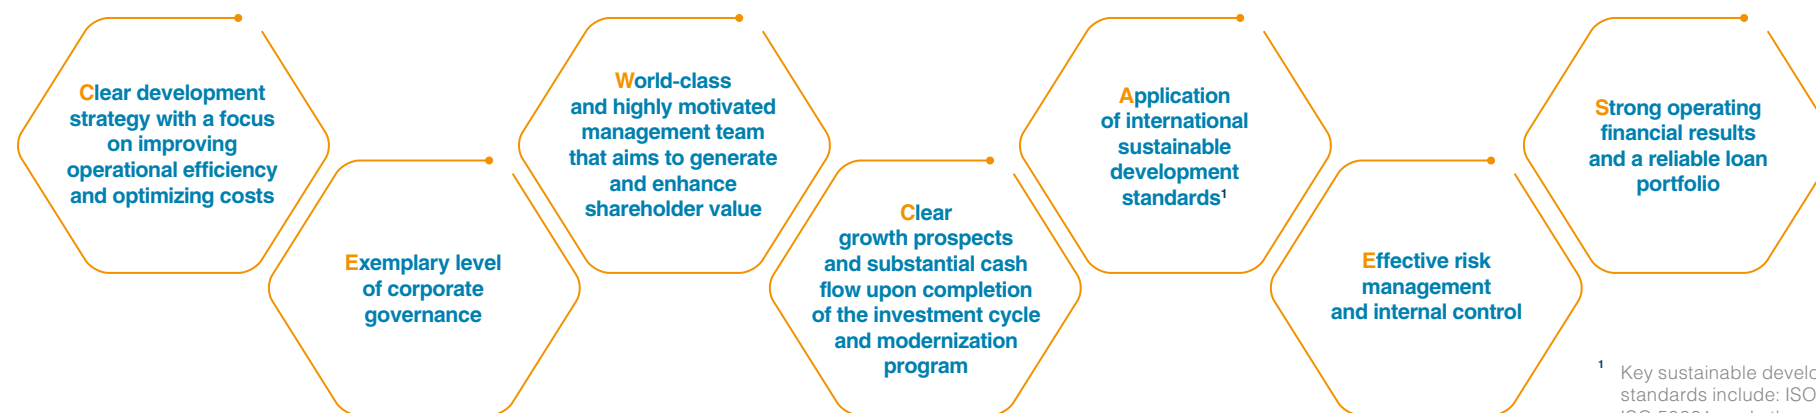 Clear development
strategy with a focus
on improving
operational efficiency
and optimizing costs
Exemplary level
of corporate
governance
World-class
and highly motivated
management team
that aims to generate
and enhance
shareholder value
Clear
growth prospects
and substantial cash
flow upon completion
of the investment cycle
and modernization
program
Application
of international
sustainable
development
standards¹
Effective risk
management
and internal control
Strong operating
financial results
and a reliable loan
portfolio
¹ Key sustainable
standards include: ISO